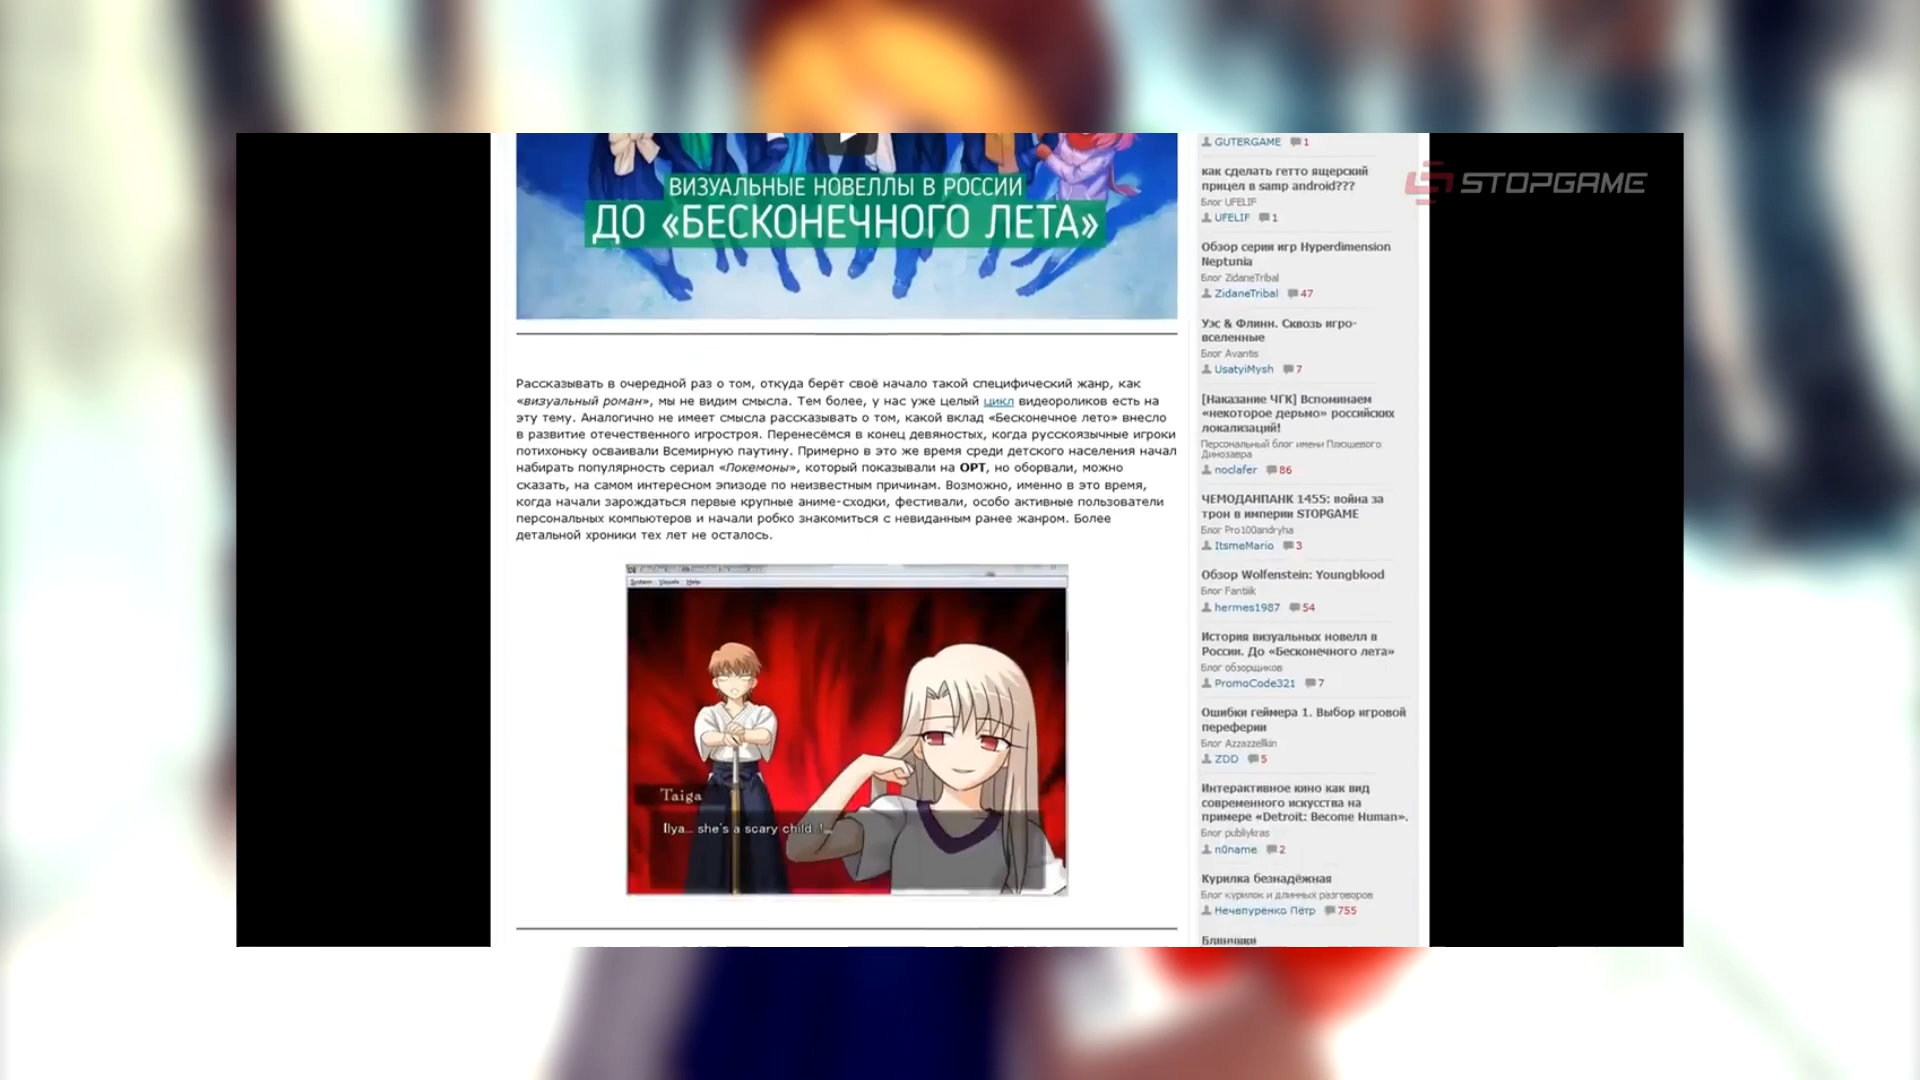 ВИЗУАЛЬНЫЕ НОВЕЛЛЫ В РОССИИ
ДО «БЕСКОНЕЧНОГО ЛЕТА»
Рассказывать в очередной раз о том, откуда берёт своё начало такой специфический жанр, как
«визуальный роман», мы не видим смысла. Тем более, у нас уже целый цикл видеороликов есть на
эту тему. Аналогично не имеет смысла рассказывать о том, какой вклад «Бесконечное лето» внесло
в развитие отечественного игростроя. Перенесёмся в конец девяностых, когда русскоязычные игроки
потихоньку осваивали Всемирную паутину. Примерно в это же время среди детского населения начал
набирать популярность сериал «Покемоны», который показывали на ОРТ, но оборвали, можно
сказать, на самом интересном эпизоде по неизвестным причинам. Возможно, именно в это время,
когда начали зарождаться первые крупные аниме-сходки, фестивали, особо активные пользователи
персональных компьютеров и начали робко знакомиться с невиданным ранее жанром. Более
детальной хроники тех лет не осталось.
System Visuals Help
Taiga
Ilya... she's a scary child..!
GUTERGAME 1
как сделать гетто ящерский
прицел в samp android???
Блог UFELIF
UFELIF 1
Обзор серии игр Hyperdimension
Neptunia
Блог ZidaneTribal
ZidaneTribal 47
Уэс & Флинн. Сквозь игро-
вселенные
Блог Avantis
UsatyiMysh 7
[Наказание ЧГК] Вспоминаем
«некоторое дерьмо» российских
локализаций!
Персональный блог имени Плюшевого
Динозавра
noclafer 86
ЧЕМОДАНПАНК 1455: война за
трон в империи STOPGAME
Блог Pro100andryha
ItsmeMario 3
Обзор Wolfenstein: Youngblood
Блог Fantiik
hermes1987 54
История визуальных новелл в
России. До «Бесконечного лета»
Блог обзорщиков
PromoCode321 7
Ошибки геймера 1. Выбор игровой
переферии
Блог Azzazzelkin
ZDD 5
Интерактивное кино как вид
современного искусства на
примере «Detroit: Become Human».
Блог publiykras
n0name 2
Курилка безнадёжная
Блог курилок и длинных разговоров
Нечепуренко Пётр 755
STOPGAME